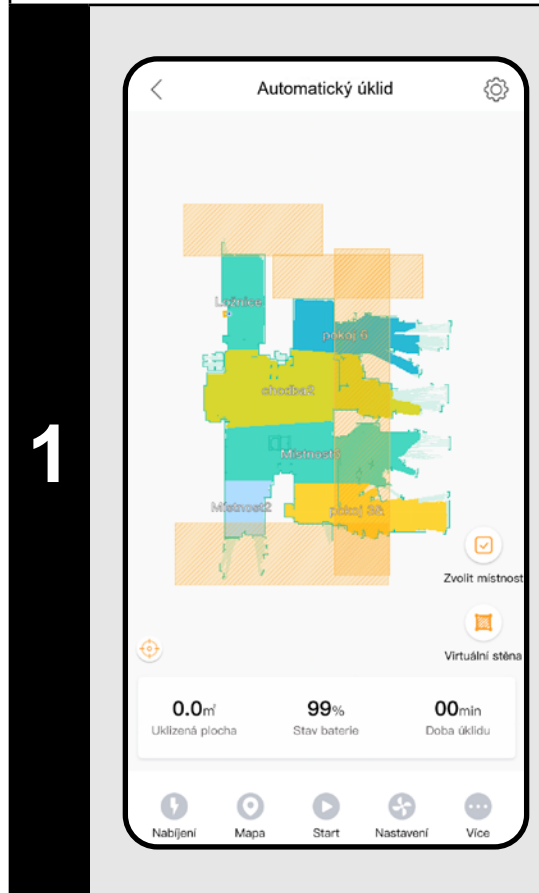 1
Automatický úklid
Ložnice
pokoj 6
chodba2
Místnost2
pokoj 3&
Zvolit místnost
Virtuální stěna
0.0㎡ 99% 00min
Uklizená plocha Stav baterie Doba úklidu
Nabíjení Mapa Start Nastavení Více